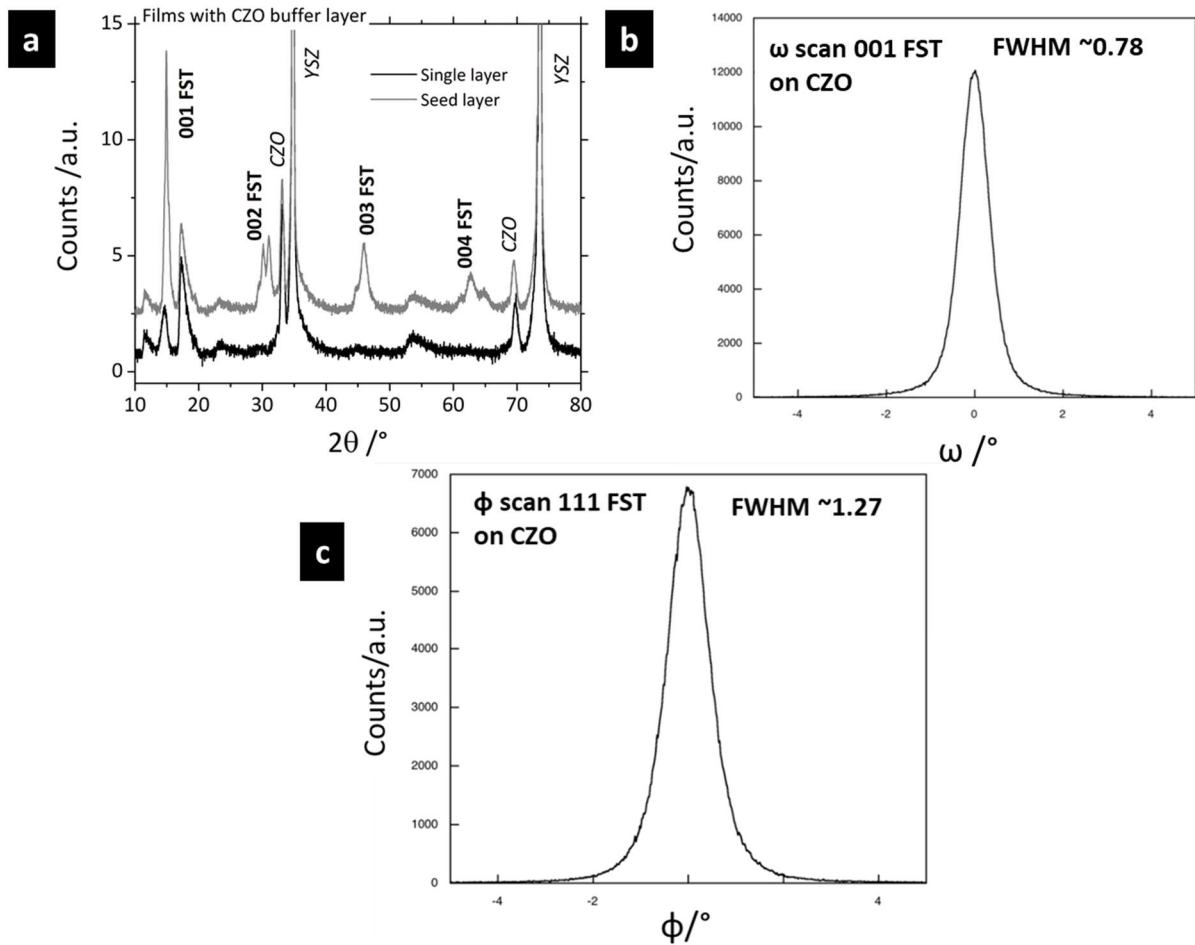 a
Films with CZO buffer layer
15
10
5
0
Counts /a.u.
001 FST
002 FST
CZO
YSZ
Single layer
Seed layer
003 FST
004 FST
CZO
YSZ
10 20 30 40 50 60 70 80
2θ /°
b
ω scan 001 FST
on CZO
FWHM ~0.78
14000
12000
10000
8000
6000
4000
2000
0
Counts/a.u.
-4 -2 0 2 4
ω /°
c
ϕ scan 111 FST
on CZO
FWHM ~1.27
7000
6000
5000
4000
3000
2000
1000
0
Counts/a.u.
-4 -2 4
ϕ/°